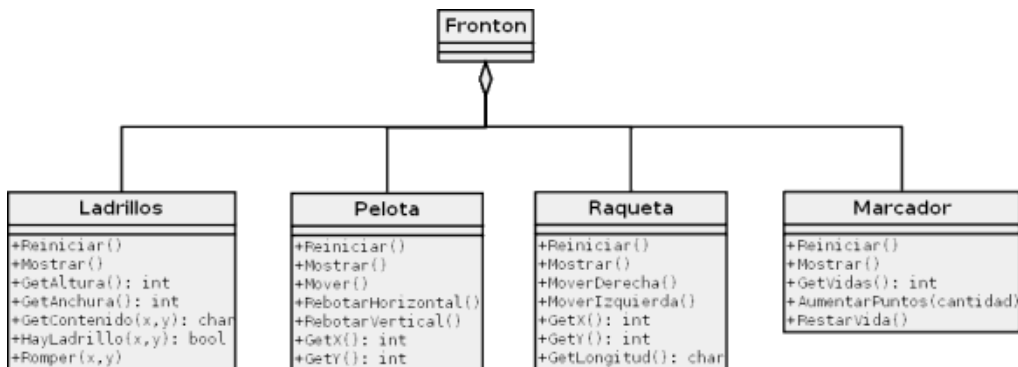 Fronton
Ladrillos
+Reiniciar()
+Mostrar()
+GetAltura(): int
+GetAnchura(): int
+GetContenido(x,y): char
+HayLadrillo(x,y): bool
+Romper(x,y)
Pelota
+Reiniciar()
+Mostrar()
+Mover()
+RebotarHorizontal()
+RebotarVertical()
+GetX(): int
+GetY(): int
Raqueta
+Reiniciar()
+Mostrar()
+MoverDerecha()
+MoverIzquierda()
+GetX(): int
+GetY(): int
+GetLongitud(): char
Marcador
+Reiniciar()
+Mostrar()
+GetVidas(): int
+AumentarPuntos(cantidad)
+RestarVida()